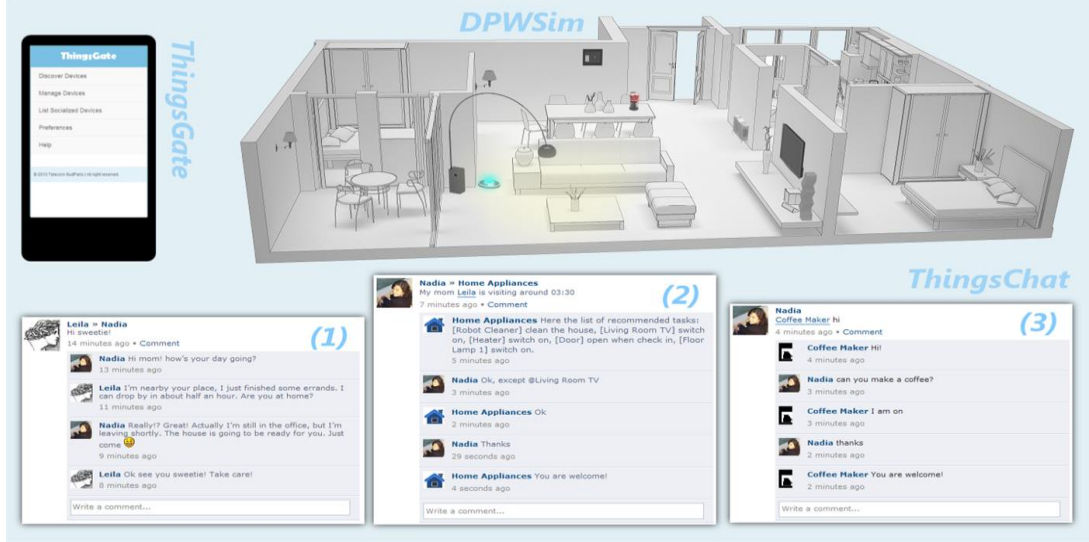 DPWSim
ThingsGate
ThingsGate
Discover Devices
Manage Devices
List Socialized Devices
Preferences
Help
ThingsChat
(1)
Leila » Nadia
Hi sweetie!
14 minutes ago • Comment
Nadia Hi mom! how's your day going?
13 minutes ago
Leila I'm nearby your place, I just finished some errands. I
can drop by in about half an hour. Are you at home?
11 minutes ago
Nadia Really!? Great! Actually I'm still in the office, but I'm
leaving shortly. The house is going to be ready for you. Just
come
9 minutes ago
Leila Ok see you sweetie! Take care!
8 minutes ago
Write a comment...
(2)
Nadia » Home Appliances
My mom Leila is visiting around 03:30
7 minutes ago • Comment
Home Appliances Here the list of recommended tasks:
[Robot Cleaner] clean the house, [Living Room TV] switch
on, [Heater] switch on, [Door] open when check in, [Floor
Lamp 1] switch on.
5 minutes ago
Nadia Ok, except @Living Room TV
3 minutes ago
Home Appliances Ok
2 minutes ago
Nadia Thanks
29 seconds ago
Home Appliances You are welcome!
4 seconds ago
Write a comment...
(3)
Nadia
Coffee Maker hi
4 minutes ago • Comment
Coffee Maker Hi!
4 minutes ago
Nadia can you make a coffee?
3 minutes ago
Coffee Maker I am on
3 minutes ago
Nadia thanks
2 minutes ago
Coffee Maker You are welcome!
2 minutes ago
Write a comment...